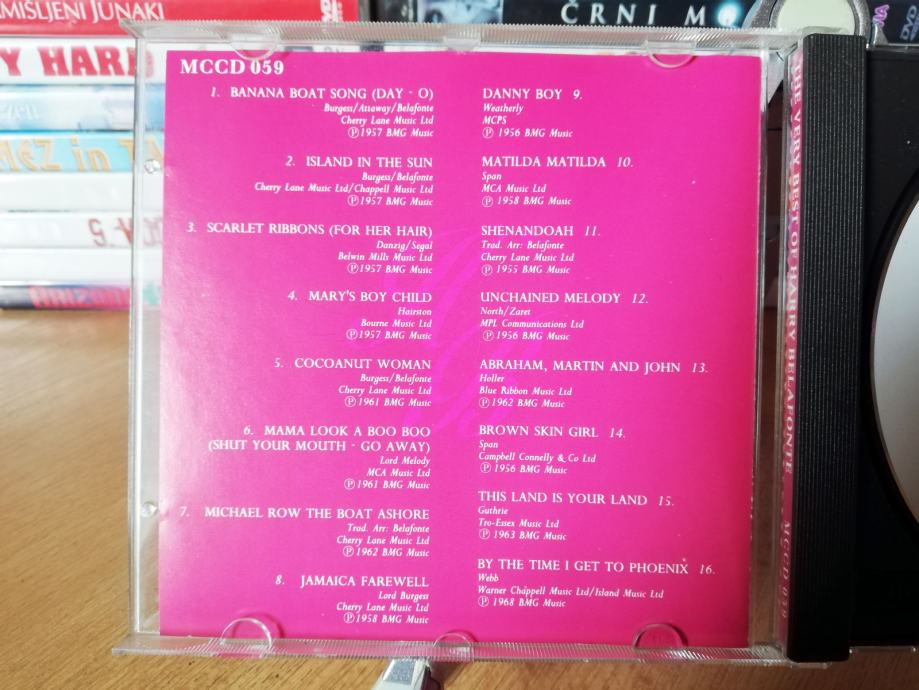 MISLJENI JUNAKI
Y HARD
ČRNI M
MCCD 059
1. BANANA BOAT SONG (DAY - O)
Burgess/Attaway/Belafonte
Cherry Lane Music Ltd
Ⓟ 1957 BMG Music
2. ISLAND IN THE SUN
Burgess/Belafonte
Cherry Lane Music Ltd/Chappell Music Ltd
Ⓟ 1957 BMG Music
3. SCARLET RIBBONS (FOR HER HAIR)
Danzig/Segal
Belwin Mills Music Ltd
Ⓟ 1957 BMG Music
4. MARY'S BOY CHILD
Hairston
Bourne Music Ltd
Ⓟ 1957 BMG Music
5. COCOANUT WOMAN
Burgess/Belafonte
Cherry Lane Music Ltd
Ⓟ 1961 BMG Music
6. MAMA LOOK A BOO BOO
(SHUT YOUR MOUTH - GO AWAY)
Lord Melody
MCA Music Ltd
Ⓟ 1961 BMG Music
7. MICHAEL ROW THE BOAT ASHORE
Trad. Arr: Belafonte
Cherry Lane Music Ltd
Ⓟ 1962 BMG Music
8. JAMAICA FAREWELL
Lord Burgess
Cherry Lane Music Ltd
Ⓟ 1958 BMG Music
DANNY BOY 9.
Weatherly
MCPS
Ⓟ 1956 BMG Music
MATILDA MATILDA 10.
Span
MCA Music Ltd
Ⓟ 1958 BMG Music
SHENANDOAH 11.
Trad. Arr: Belafonte
Cherry Lane Music Ltd
Ⓟ 1955 BMG Music
UNCHAINED MELODY 12.
North/Zaret
MPL Communications Ltd
Ⓟ 1956 BMG Music
ABRAHAM, MARTIN AND JOHN 13.
Holler
Blue Ribbon Music Ltd
Ⓟ 1962 BMG Music
BROWN SKIN GIRL 14.
Span
Campbell Connelly & Co Ltd
Ⓟ 1956 BMG Music
THIS LAND IS YOUR LAND 15.
Guthrie
Tro-Essex Music Ltd
Ⓟ 1963 BMG Music
BY THE TIME I GET TO PHOENIX 16.
Webb
Warner Chappell Music Ltd/Island Music Ltd
Ⓟ 1968 BMG Music
THE VERY BEST OF HARRY BELAFONTE MCCD 059